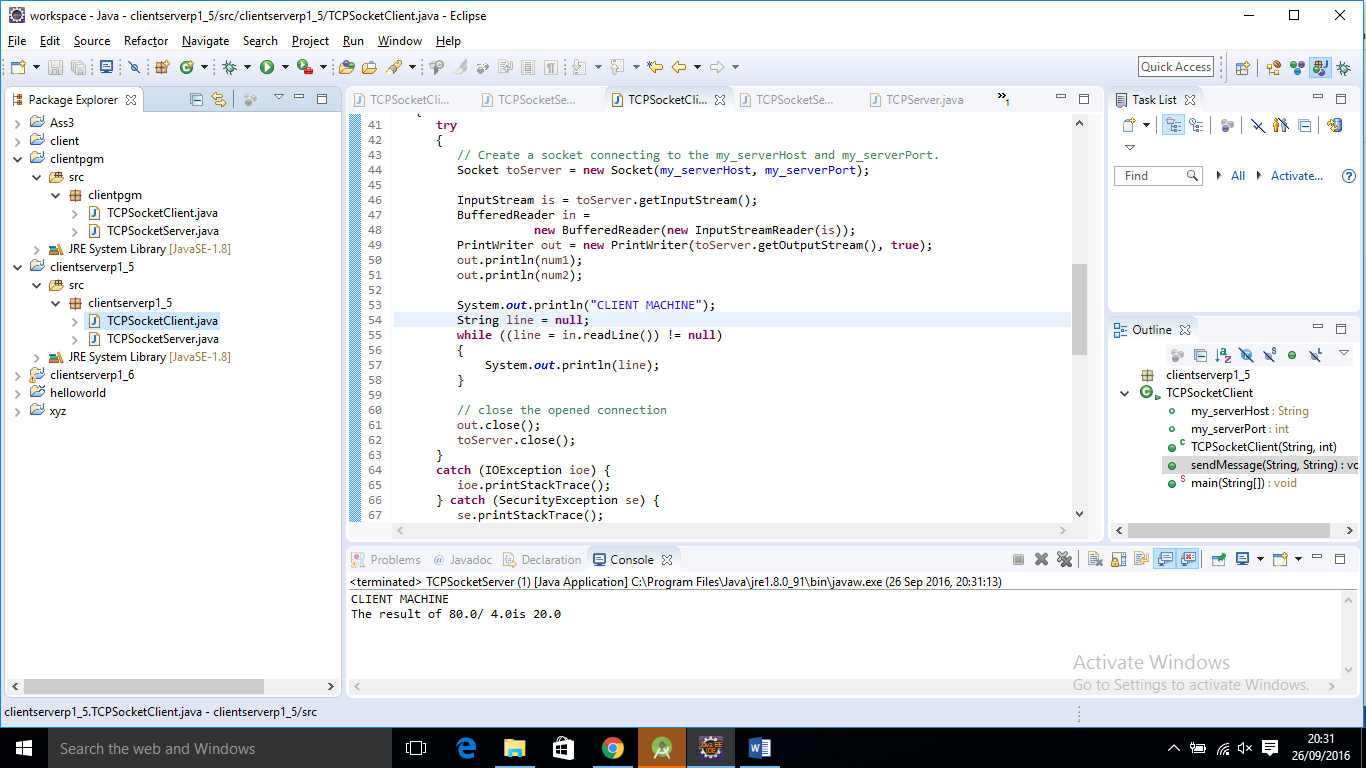 workspace - Java - clientserverp1_5/src/clientserverp1_5/TCPSocketClient.java - Eclipse
File Edit Source Refactor Navigate Search Project Run Window Help
Quick Access
Package Explorer
Ass3
client
clientpgm
src
clientpgm
TCPSocketClient.java
TCPSocketServer.java
JRE System Library [JavaSE-1.8]
clientserverp1_5
src
clientserverp1_5
TCPSocketClient.java
TCPSocketServer.java
JRE System Library [JavaSE-1.8]
clientserverp1_6
helloworld
xyz
TCPSocketCli... TCPSocketSe... TCPSocketCli... TCPSocketSe... TCPServer.java »1
41 try
42 {
43 // Create a socket connecting to the my_serverHost and my_serverPort.
44 Socket toServer = new Socket(my_serverHost, my_serverPort);
45
46 InputStream is = toServer.getInputStream();
47 BufferedReader in =
48 new BufferedReader(new InputStreamReader(is));
49 PrintWriter out = new PrintWriter(toServer.getOutputStream(), true);
50 out.println(num1);
51 out.println(num2);
52
53 System.out.println("CLIENT MACHINE");
54 String line = null;
55 while ((line = in.readLine()) != null)
56 {
57 System.out.println(line);
58 }
59
60 // close the opened connection
61 out.close();
62 toServer.close();
63 }
64 catch (IOException ioe) {
65 ioe.printStackTrace();
66 } catch (SecurityException se) {
67 se.printStackTrace();
Task List
Find All Activate...
Outline
clientserverp1_5
TCPSocketClient
my_serverHost : String
my_serverPort : int
TCPSocketClient(String, int)
sendMessage(String, String) : vo
main(String[]) : void
Problems @ Javadoc Declaration Console
<terminated> TCPSocketServer (1) [Java Application] C:\Program Files\Java\jre1.8.0_91\bin\javaw.exe (26 Sep 2016, 20:31:13)
CLIENT MACHINE
The result of 80.0/ 4.0is 20.0
Activate Windows
Go to Settings to activate Windows.
clientserverp1_5.TCPSocketClient.java - clientserverp1_5/src
Search the web and Windows
20:31
26/09/2016